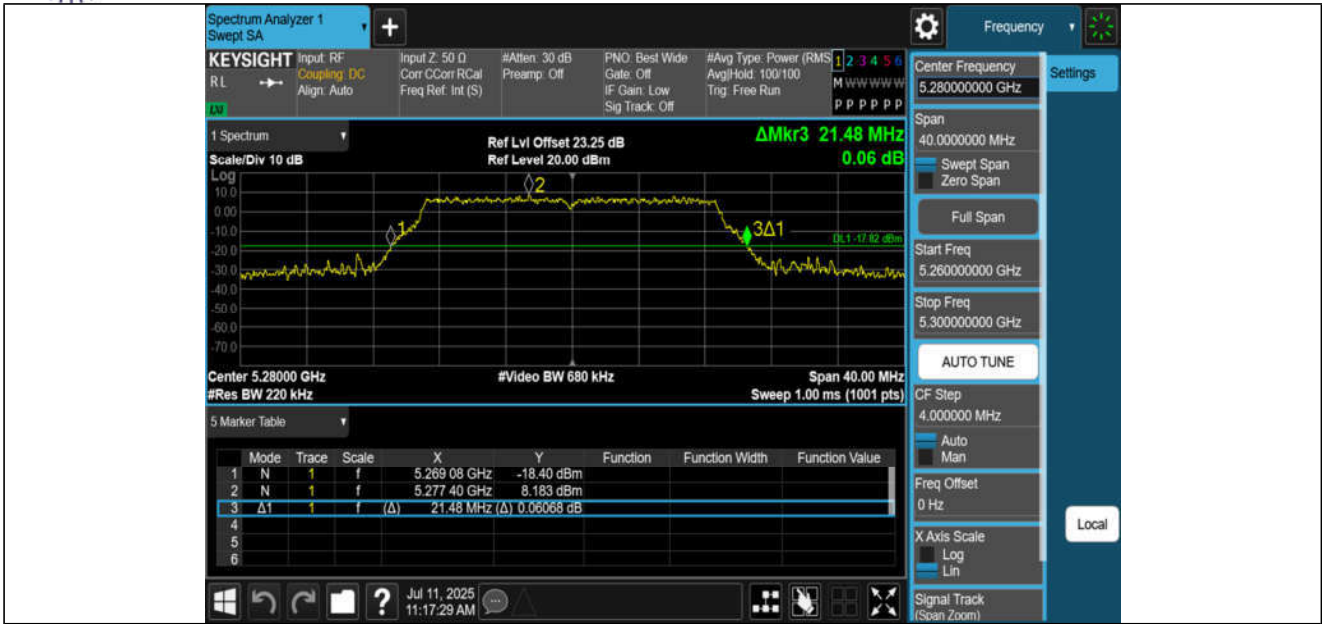 Spectrum Analyzer 1
Swept SA
Frequency
KEYSIGHT
RL
LXI
Input: RF
Coupling: DC
Align: Auto
Input Z: 50 Ω
Corr CCorr RCal
Freq Ref: Int (S)
#Atten: 30 dB
Preamp: Off
PNO: Best Wide
Gate: Off
IF Gain: Low
Sig Track: Off
#Avg Type: Power (RMS
Avg|Hold: 100/100
Trig: Free Run
1 2 3 4 5 6
M W W W W W
P P P P P P
1 Spectrum
Scale/Div 10 dB
Ref Lvl Offset 23.25 dB
Ref Level 20.00 dBm
ΔMkr3 21.48 MHz
0.06 dB
Log
10.0
0.00
-10.0
-20.0
-30.0
-40.0
-50.0
-60.0
-70.0
2
1
3Δ1
DL1 -17.82 dBm
Center 5.28000 GHz
#Video BW 680 kHz
Span 40.00 MHz
#Res BW 220 kHz
Sweep 1.00 ms (1001 pts)
5 Marker Table
Mode Trace Scale X Y Function Function Width Function Value
1 N 1 f 5.269 08 GHz -18.40 dBm
2 N 1 f 5.277 40 GHz 8.183 dBm
3 Δ1 1 f (Δ) 21.48 MHz (Δ) 0.06068 dB
4
5
6
Jul 11, 2025
11:17:29 AM
Center Frequency
5.280000000 GHz
Settings
Span
40.0000000 MHz
Swept Span
Zero Span
Full Span
Start Freq
5.260000000 GHz
Stop Freq
5.300000000 GHz
AUTO TUNE
CF Step
4.000000 MHz
Auto
Man
Freq Offset
0 Hz
Local
X Axis Scale
Log
Lin
Signal Track
(Span Zoom)